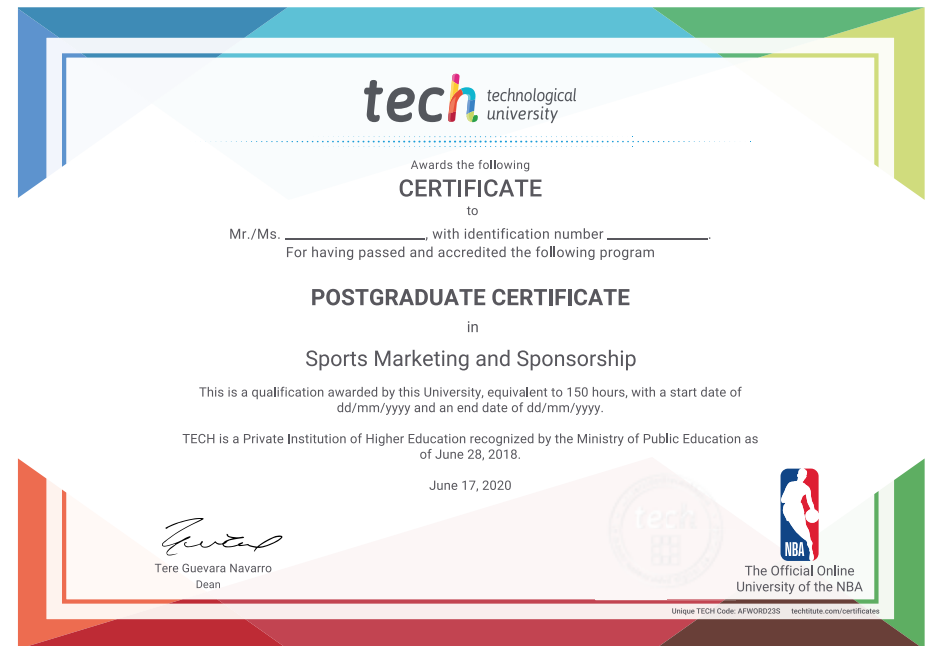 tech technological
university
Awards the following
CERTIFICATE
to
Mr./Ms. ____________________, with identification number ______________.
For having passed and accredited the following program
POSTGRADUATE CERTIFICATE
in
Sports Marketing and Sponsorship
This is a qualification awarded by this University, equivalent to 150 hours, with a start date of
dd/mm/yyyy and an end date of dd/mm/yyyy.
TECH is a Private Institution of Higher Education recognized by the Ministry of Public Education as
of June 28, 2018.
June 17, 2020
tech
NBA
Tere Guevara Navarro
Dean
The Official Online
University of the NBA
Unique TECH Code: AFWORD23S techtitute.com/certificates